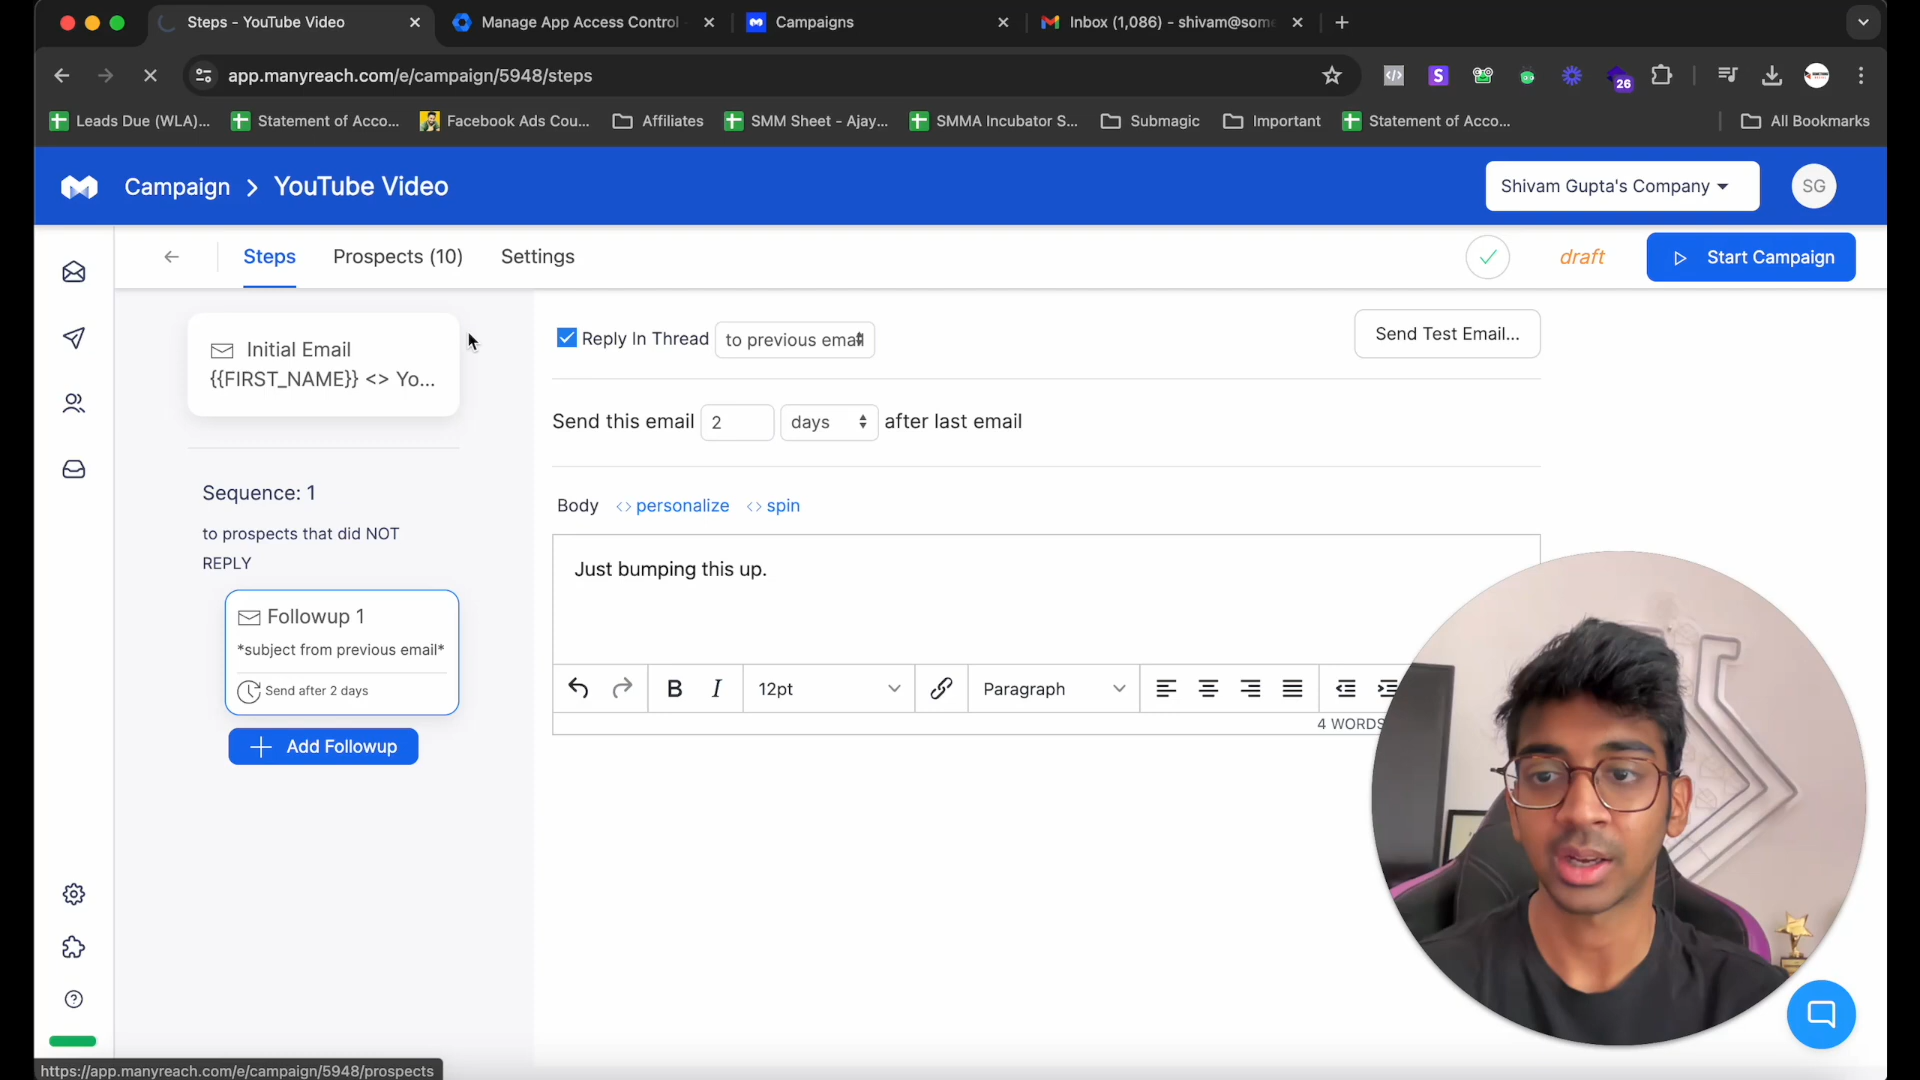 Steps - YouTube Video
Manage App Access Control
Campaigns
Inbox (1,086) - shivam@some
app.manyreach.com/e/campaign/5948/steps
S
26
Leads Due (WLA)...
Statement of Acco...
Facebook Ads Cou...
Affiliates
SMM Sheet - Ajay...
SMMA Incubator S...
Submagic
Important
Statement of Acco...
All Bookmarks
Campaign > YouTube Video
Shivam Gupta's Company
SG
Steps
Prospects (10)
Settings
draft
Start Campaign
Initial Email
{{FIRST_NAME}} <> Yo...
Sequence: 1
to prospects that did NOT
REPLY
Followup 1
*subject from previous email*
Send after 2 days
Add Followup
Reply In Thread
to previous email
Send Test Email...
Send this email 2 days after last email
Body <> personalize <> spin
Just bumping this up.
B I 12pt Paragraph
4 WORDS
https://app.manyreach.com/e/campaign/5948/prospects